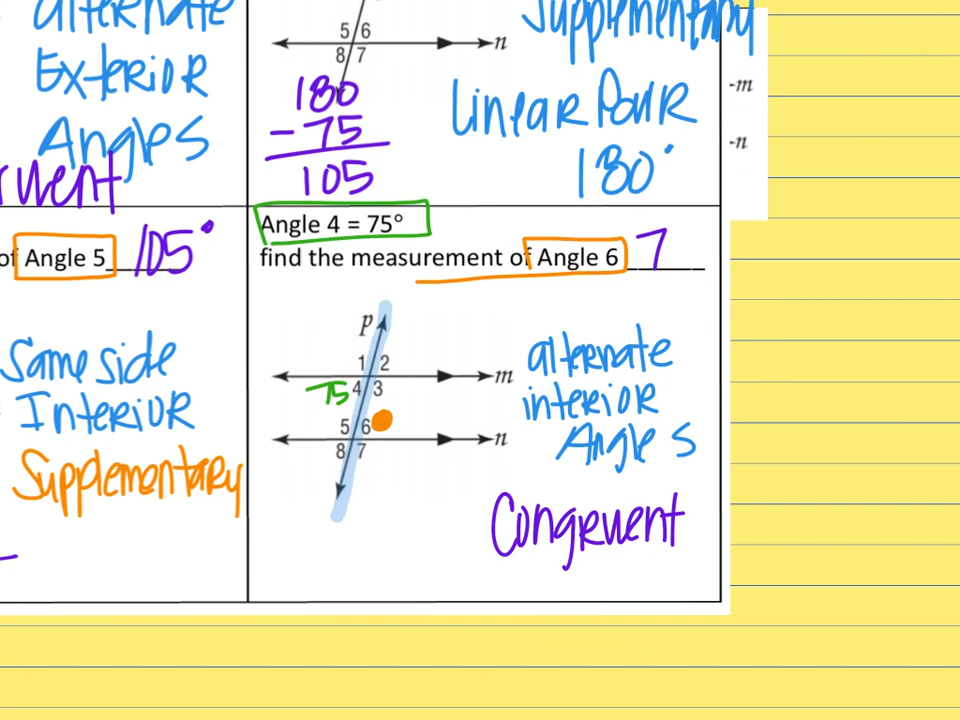 alternate
Exterior
Angles
ruent
5 6
n
8 7
180
- 75
105
Supplementary
Linear Pair
180°
m
n
of Angle 5 105°
Same side
Interior
Supplementary
Angle 4 = 75°
find the measurement of Angle 6 7
p
1 2
m
75 4 3
5 6
n
8 7
alternate
interior
Angles
Congruent